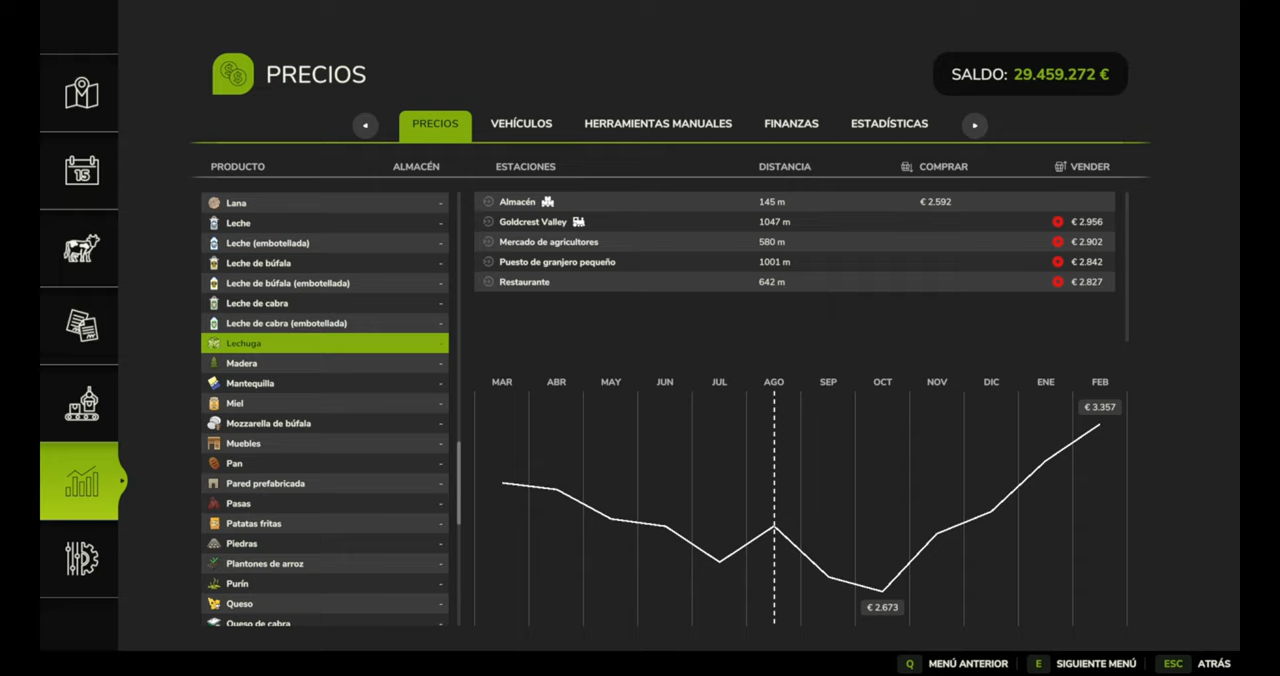 PRECIOS
SALDO: 29.459.272 €
PRECIOS VEHÍCULOS HERRAMIENTAS MANUALES FINANZAS ESTADÍSTICAS
15
PRODUCTO ALMACÉN ESTACIONES DISTANCIA COMPRAR VENDER
Lana -
Leche -
Leche (embotellada) -
Leche de búfala -
Leche de búfala (embotellada) -
Leche de cabra -
Leche de cabra (embotellada) -
Lechuga -
Madera -
Mantequilla -
Miel -
Mozzarella de búfala -
Muebles -
Pan -
Pared prefabricada -
Pasas -
Patatas fritas -
Piedras -
Plantones de arroz -
Purín -
Queso -
Queso de cabra -
Almacén 145 m € 2.592
Goldcrest Valley 1047 m € 2.956
Mercado de agricultores 580 m € 2.902
Puesto de granjero pequeño 1001 m € 2.842
Restaurante 642 m € 2.827
MAR ABR MAY JUN JUL AGO SEP OCT NOV DIC ENE FEB
€ 3.357
€ 2.673
Q MENÚ ANTERIOR E SIGUIENTE MENÚ ESC ATRÁS